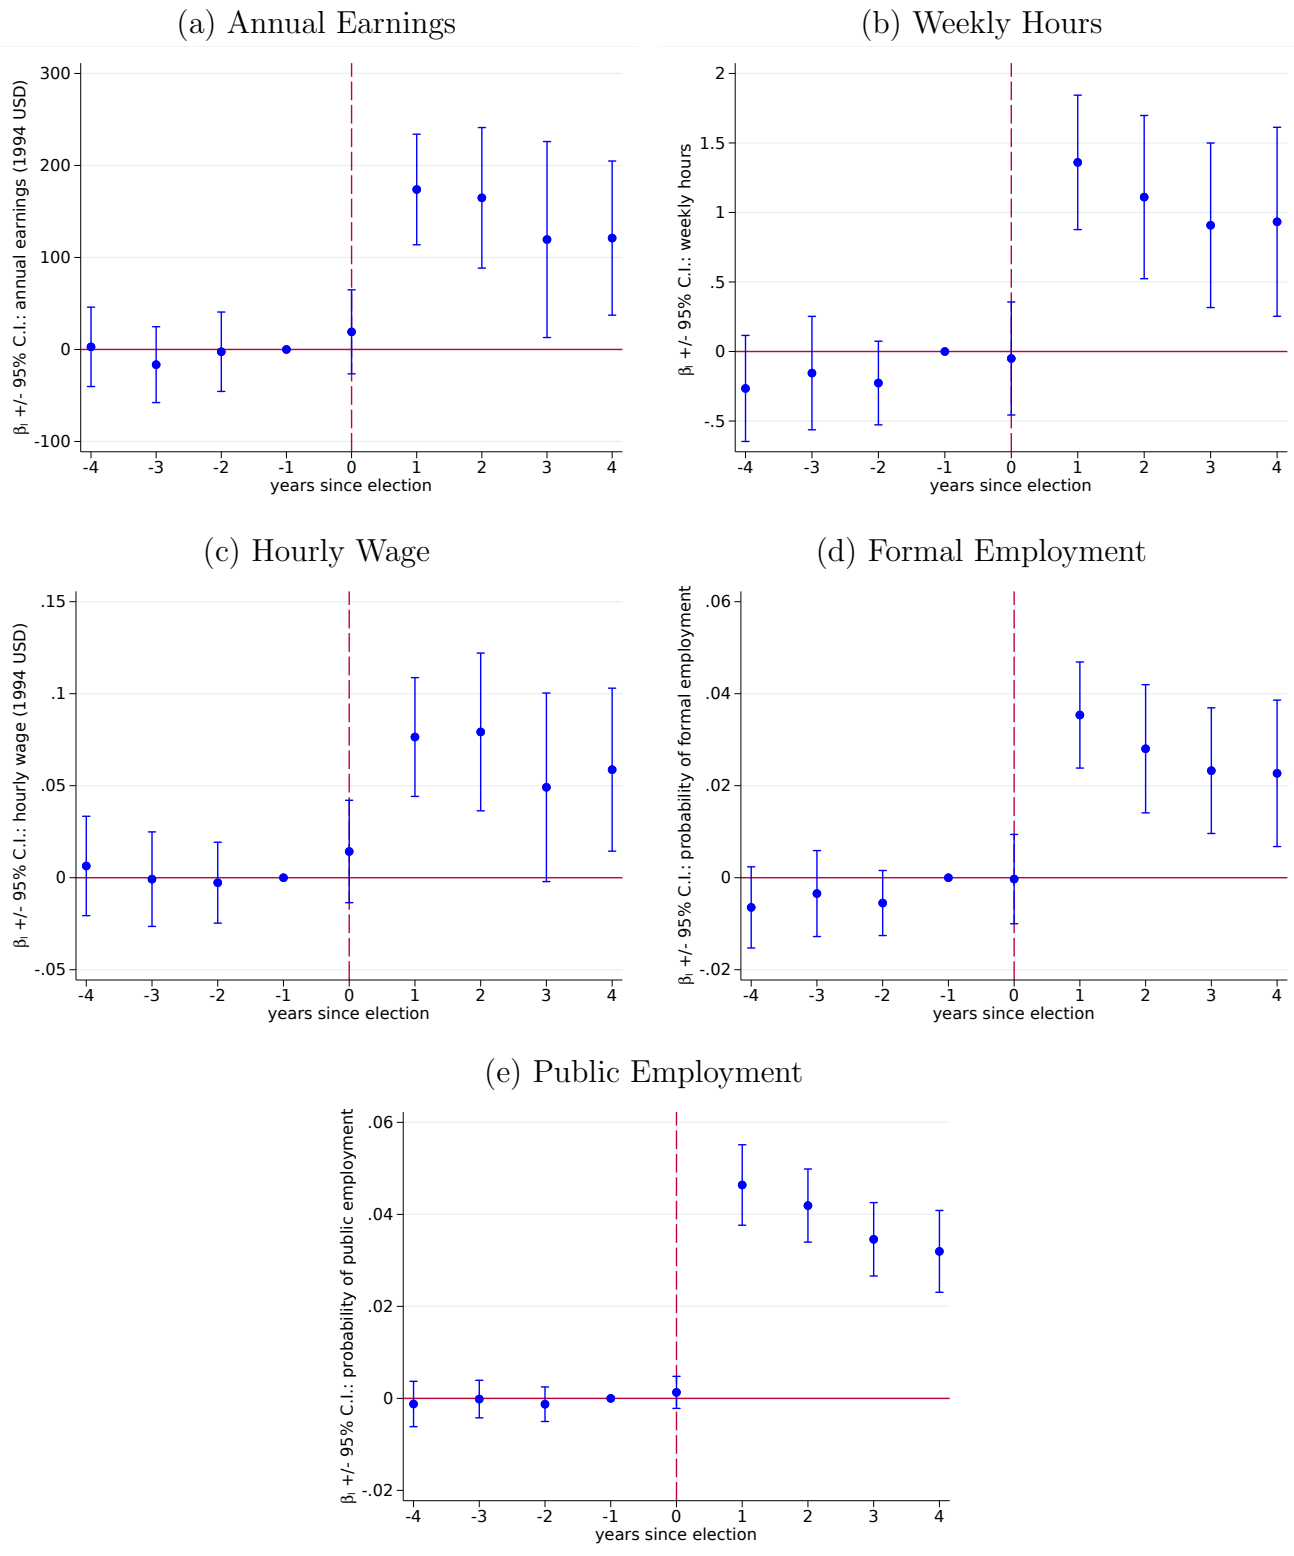 (a) Annual Earnings
β_l +/- 95% C.I.: annual earnings (1994 USD)
300
200
100
0
-100
-4 -3 -2 -1 0 1 2 3 4
years since election
(b) Weekly Hours
β_l +/- 95% C.I.: weekly hours
2
1.5
1
.5
0
-.5
-4 -3 -2 -1 0 1 2 3 4
years since election
(c) Hourly Wage
β_l +/- 95% C.I.: hourly wage (1994 USD)
.15
.1
.05
0
-.05
-4 -3 -2 -1 0 1 2 3 4
years since election
(d) Formal Employment
β_l +/- 95% C.I.: probability of formal employment
.06
.04
.02
0
-.02
-4 -3 -2 -1 0 1 2 3 4
years since election
(e) Public Employment
β_l +/- 95% C.I.: probability of public employment
.06
.04
.02
0
-.02
-4 -3 -2 -1 0 1 2 3 4
years since election